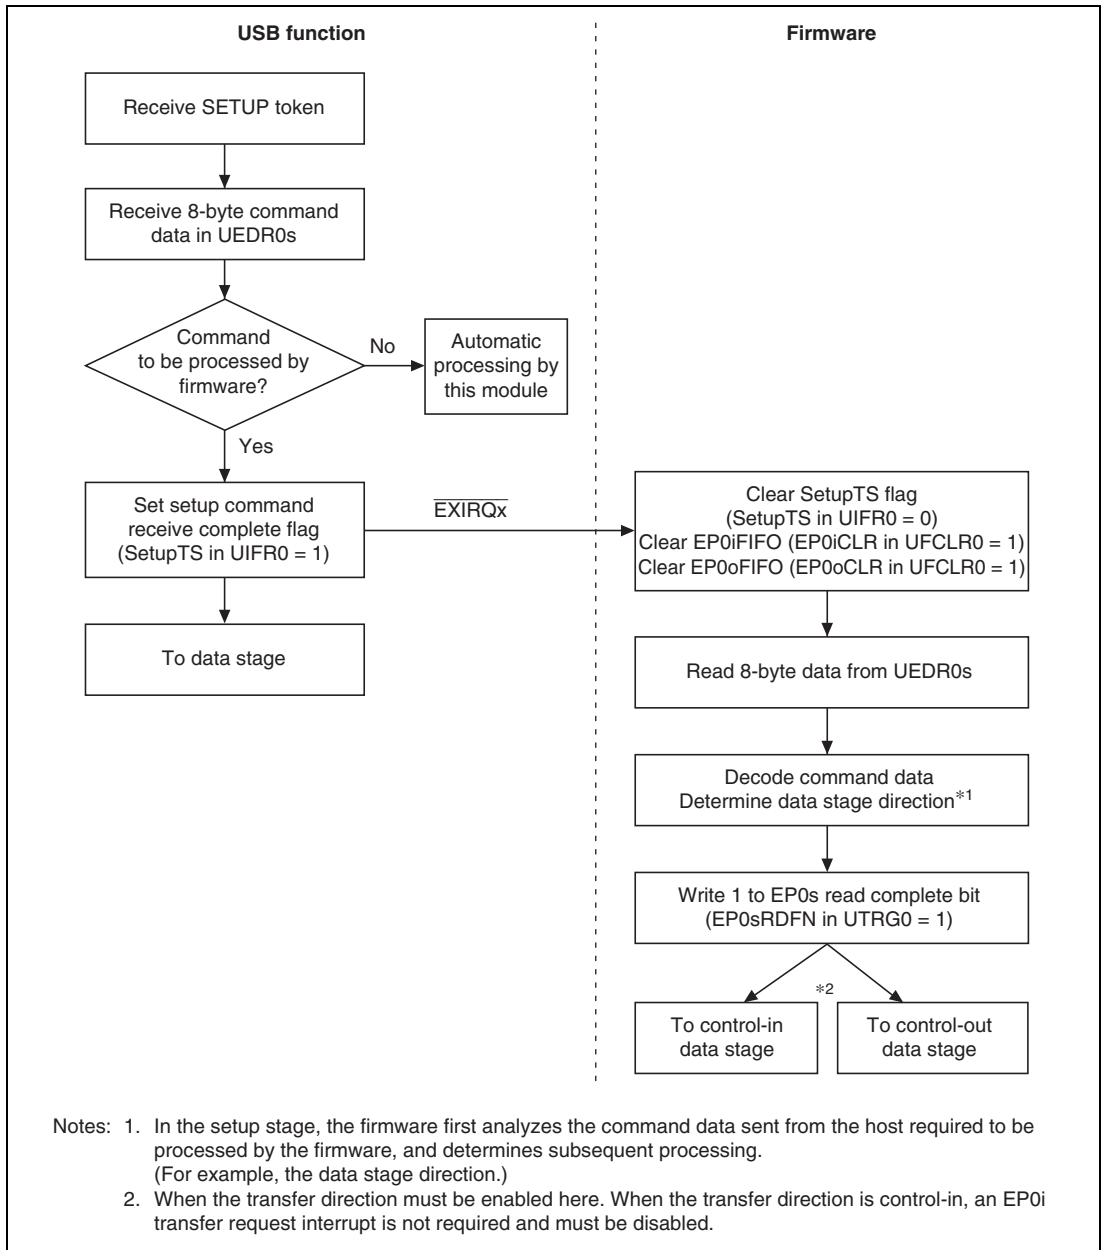 USB function
Firmware
Receive SETUP token
Receive 8-byte command
data in UEDR0s
Command
to be processed by
firmware?
No
Automatic
processing by
this module
Yes
Set setup command
receive complete flag
(SetupTS in UIFR0 = 1)
EXIRQx
To data stage
Clear SetupTS flag
(SetupTS in UIFR0 = 0)
Clear EP0iFIFO (EP0iCLR in UFCLR0 = 1)
Clear EP0oFIFO (EP0oCLR in UFCLR0 = 1)
Read 8-byte data from UEDR0s
Decode command data
Determine data stage direction*1
Write 1 to EP0s read complete bit
(EP0sRDFN in UTRG0 = 1)
*2
To control-in
data stage
To control-out
data stage
Notes: 1. In the setup stage, the firmware first analyzes the command data sent from the host required to be
processed by the firmware, and determines subsequent processing.
(For example, the data stage direction.)
2. When the transfer direction must be enabled here. When the transfer direction is control-in, an EP0i
transfer request interrupt is not required and must be disabled.